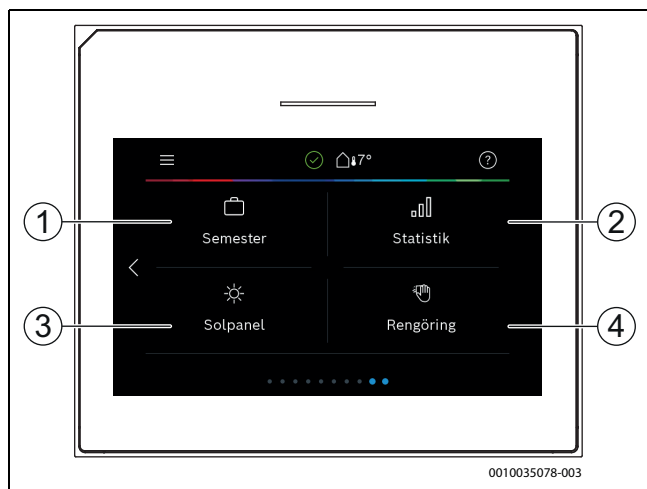 7°
?
1
Semester
Statistik
2
3
Solpanel
Rengöring
4
0010035078-003